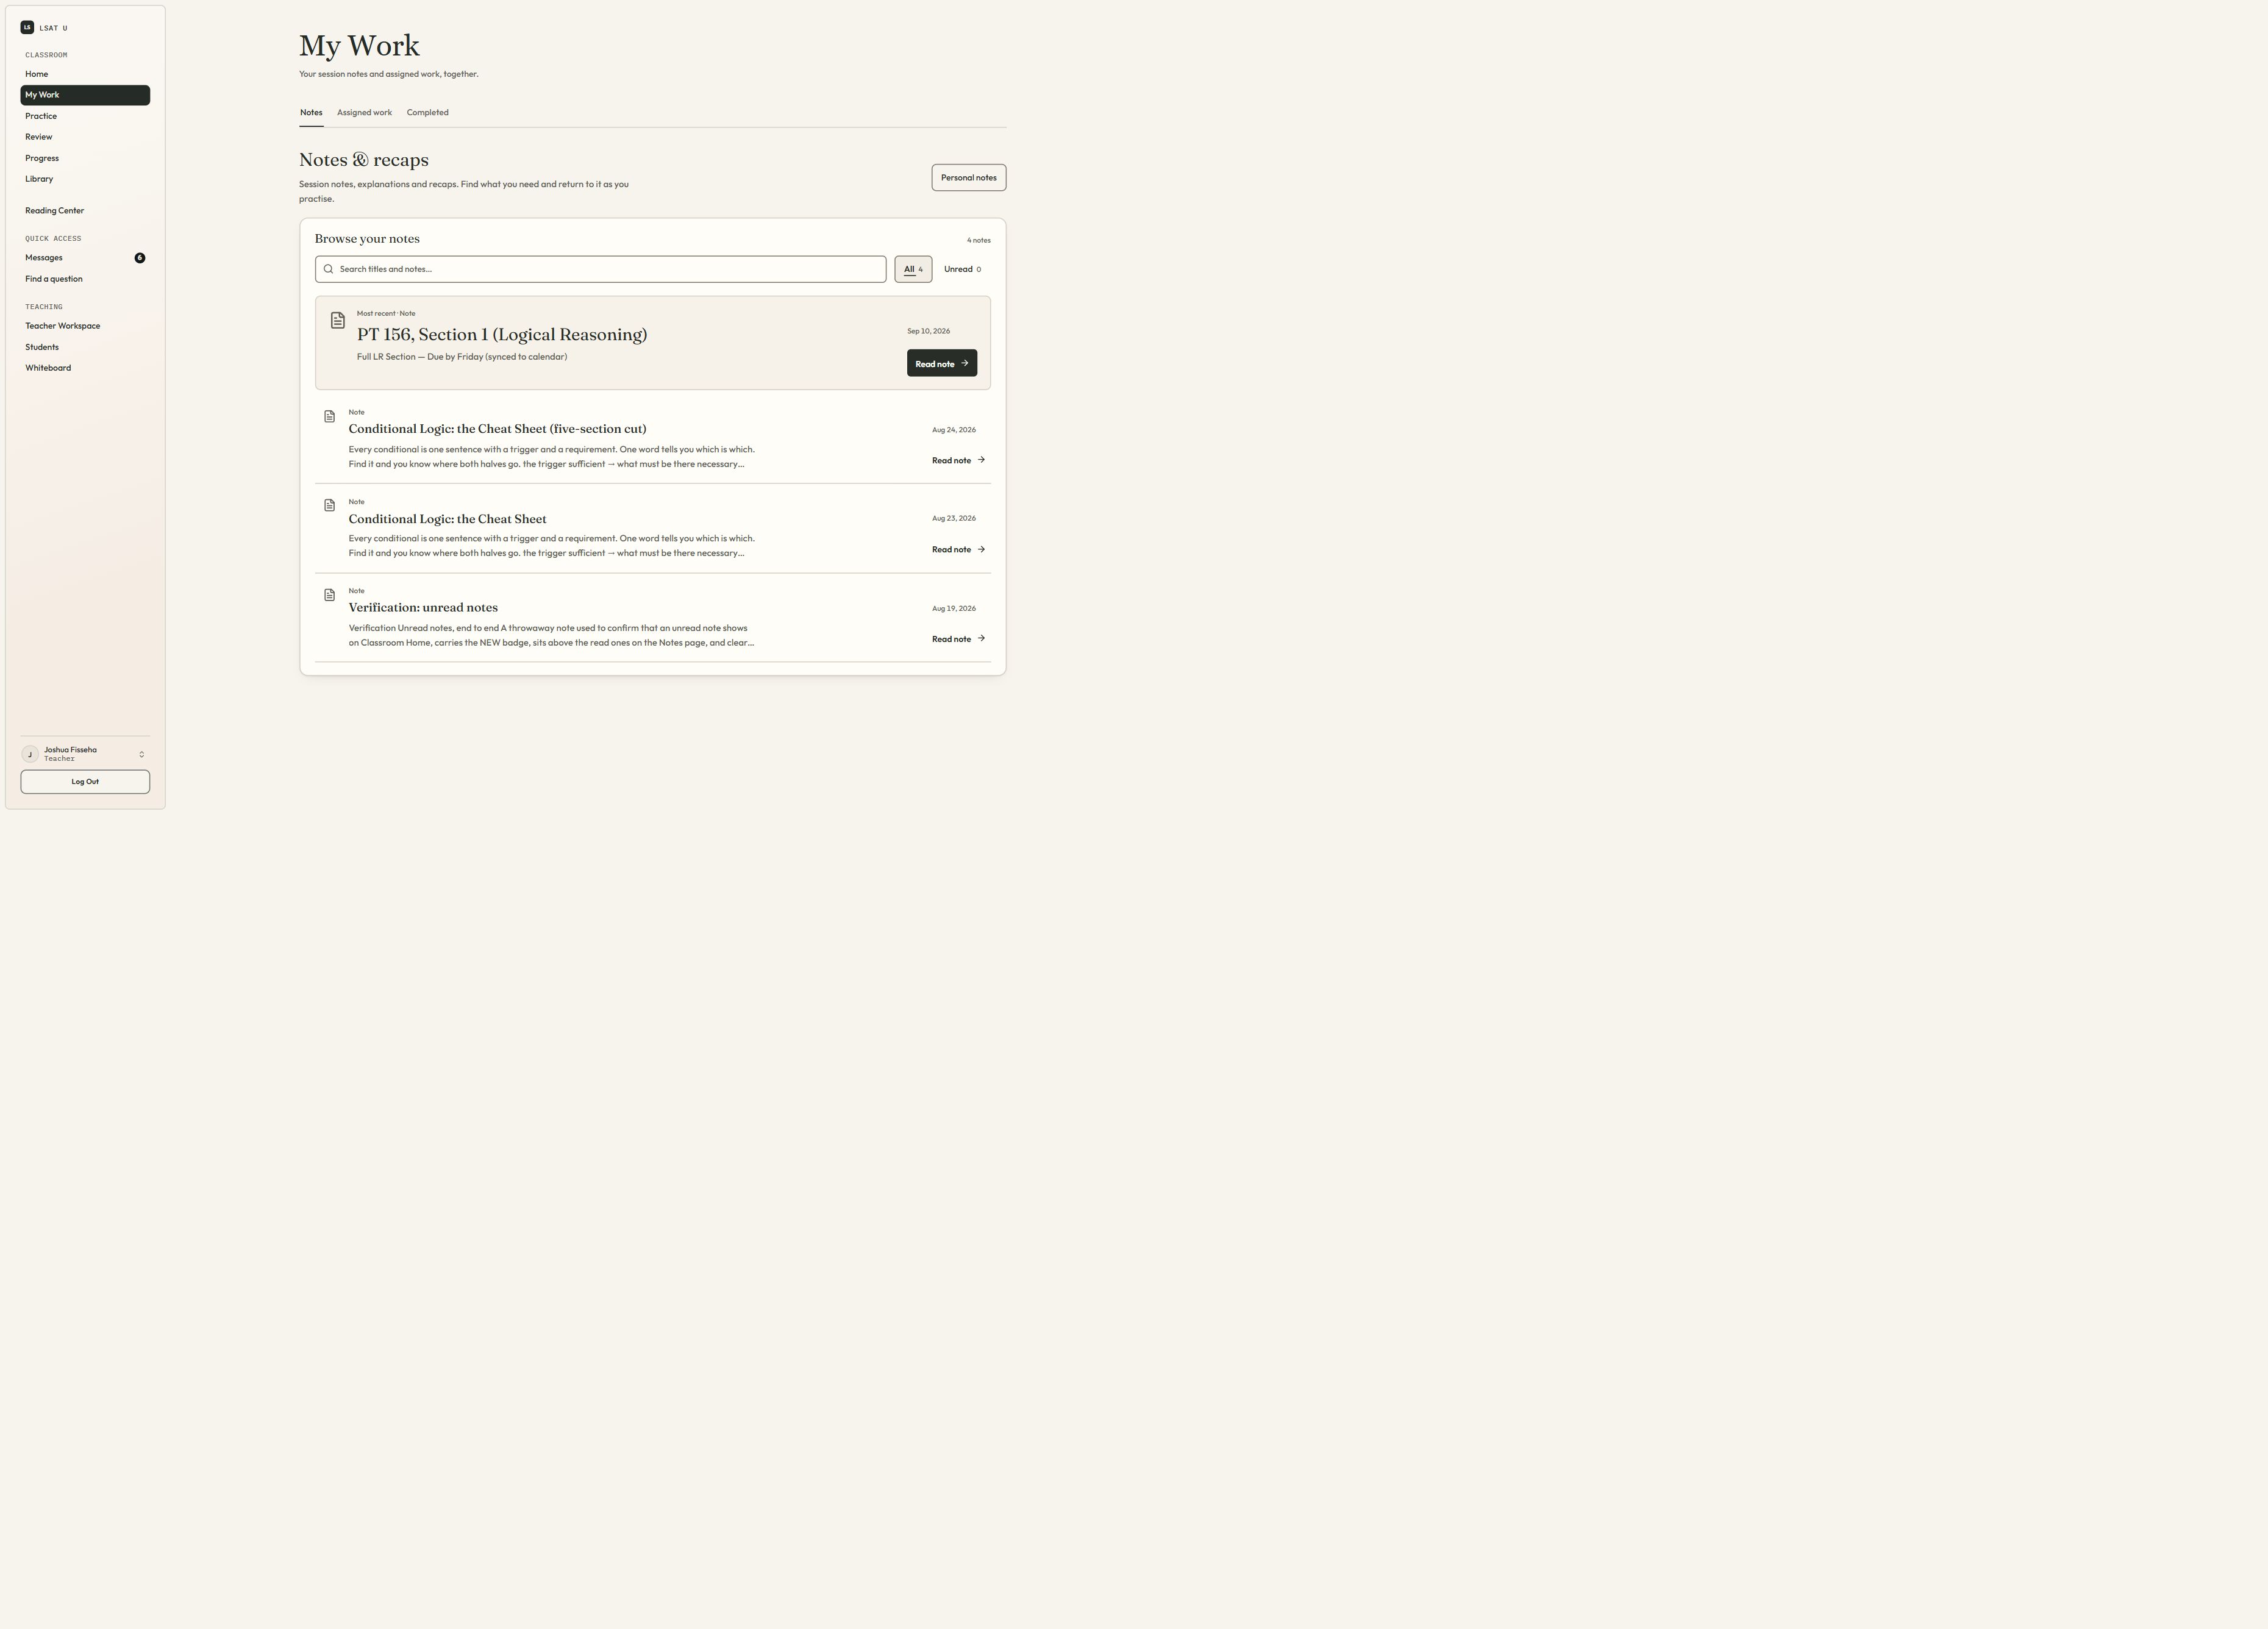 LS LSAT U
CLASSROOM
Home
My Work
Practice
Review
Progress
Library
Reading Center
QUICK ACCESS
Messages 6
Find a question
TEACHING
Teacher Workspace
Students
Whiteboard
J Joshua Fisseha
Teacher
Log Out
My Work
Your session notes and assigned work, together.
Notes Assigned work Completed
Notes & recaps
Session notes, explanations and recaps. Find what you need and return to it as you
practise.
Personal notes
Browse your notes
4 notes
Search titles and notes...
All 4 Unread 0
Most recent · Note
PT 156, Section 1 (Logical Reasoning)
Full LR Section — Due by Friday (synced to calendar)
Sep 10, 2026
Read note →
Note
Conditional Logic: the Cheat Sheet (five-section cut)
Every conditional is one sentence with a trigger and a requirement. One word tells you which is which.
Find it and you know where both halves go. the trigger sufficient → what must be there necessary...
Aug 24, 2026
Read note →
Note
Conditional Logic: the Cheat Sheet
Every conditional is one sentence with a trigger and a requirement. One word tells you which is which.
Find it and you know where both halves go. the trigger sufficient → what must be there necessary...
Aug 23, 2026
Read note →
Note
Verification: unread notes
Verification Unread notes, end to end A throwaway note used to confirm that an unread note shows
on Classroom Home, carries the NEW badge, sits above the read ones on the Notes page, and clear...
Aug 19, 2026
Read note →